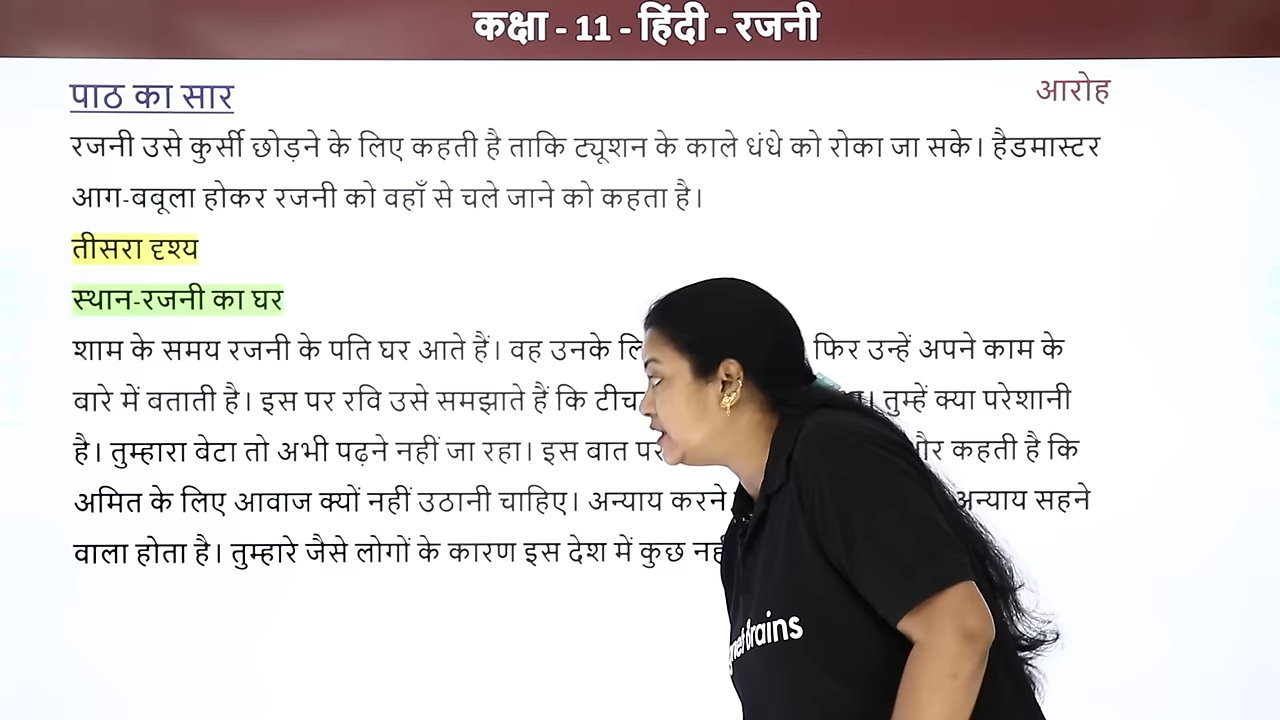 कक्षा - 11 - हिंदी - रजनी
पाठ का सार
आरोह
रजनी उसे कुर्सी छोड़ने के लिए कहती है ताकि ट्यूशन के काले धंधे को रोका जा सके। हैडमास्टर
आग-बबूला होकर रजनी को वहाँ से चले जाने को कहता है।
तीसरा दृश्य
स्थान-रजनी का घर
शाम के समय रजनी के पति घर आते हैं। वह उनके फिर उन्हें अपने काम के
बारे में बताती है। इस पर रवि उसे समझाते हैं कि तुम्हें क्या परेशानी
है। तुम्हारा वेटा तो अभी पढ़ने नहीं जा रहा। इस वात पर कहती है कि
अमित के लिए आवाज क्यों नहीं उठानी चाहिए। अन्याय करने अन्याय सहने
वाला होता है। तुम्हारे जैसे लोगों के कारण इस देश में कुछ
Brains